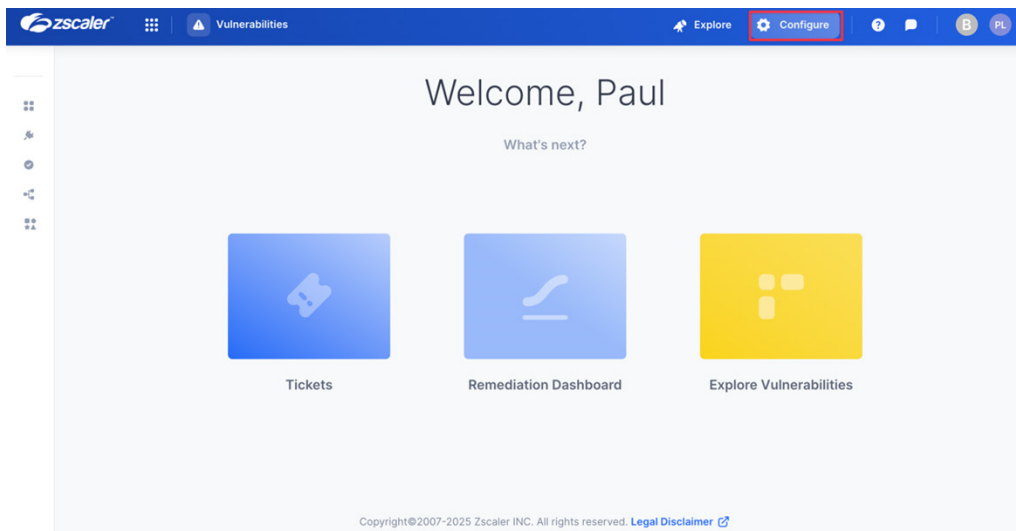 zscaler
Vulnerabilities
Explore
Configure
B
PL
Welcome, Paul
What's next?
Tickets
Remediation Dashboard
Explore Vulnerabilities
Copyright©2007-2025 Zscaler INC. All rights reserved. Legal Disclaimer